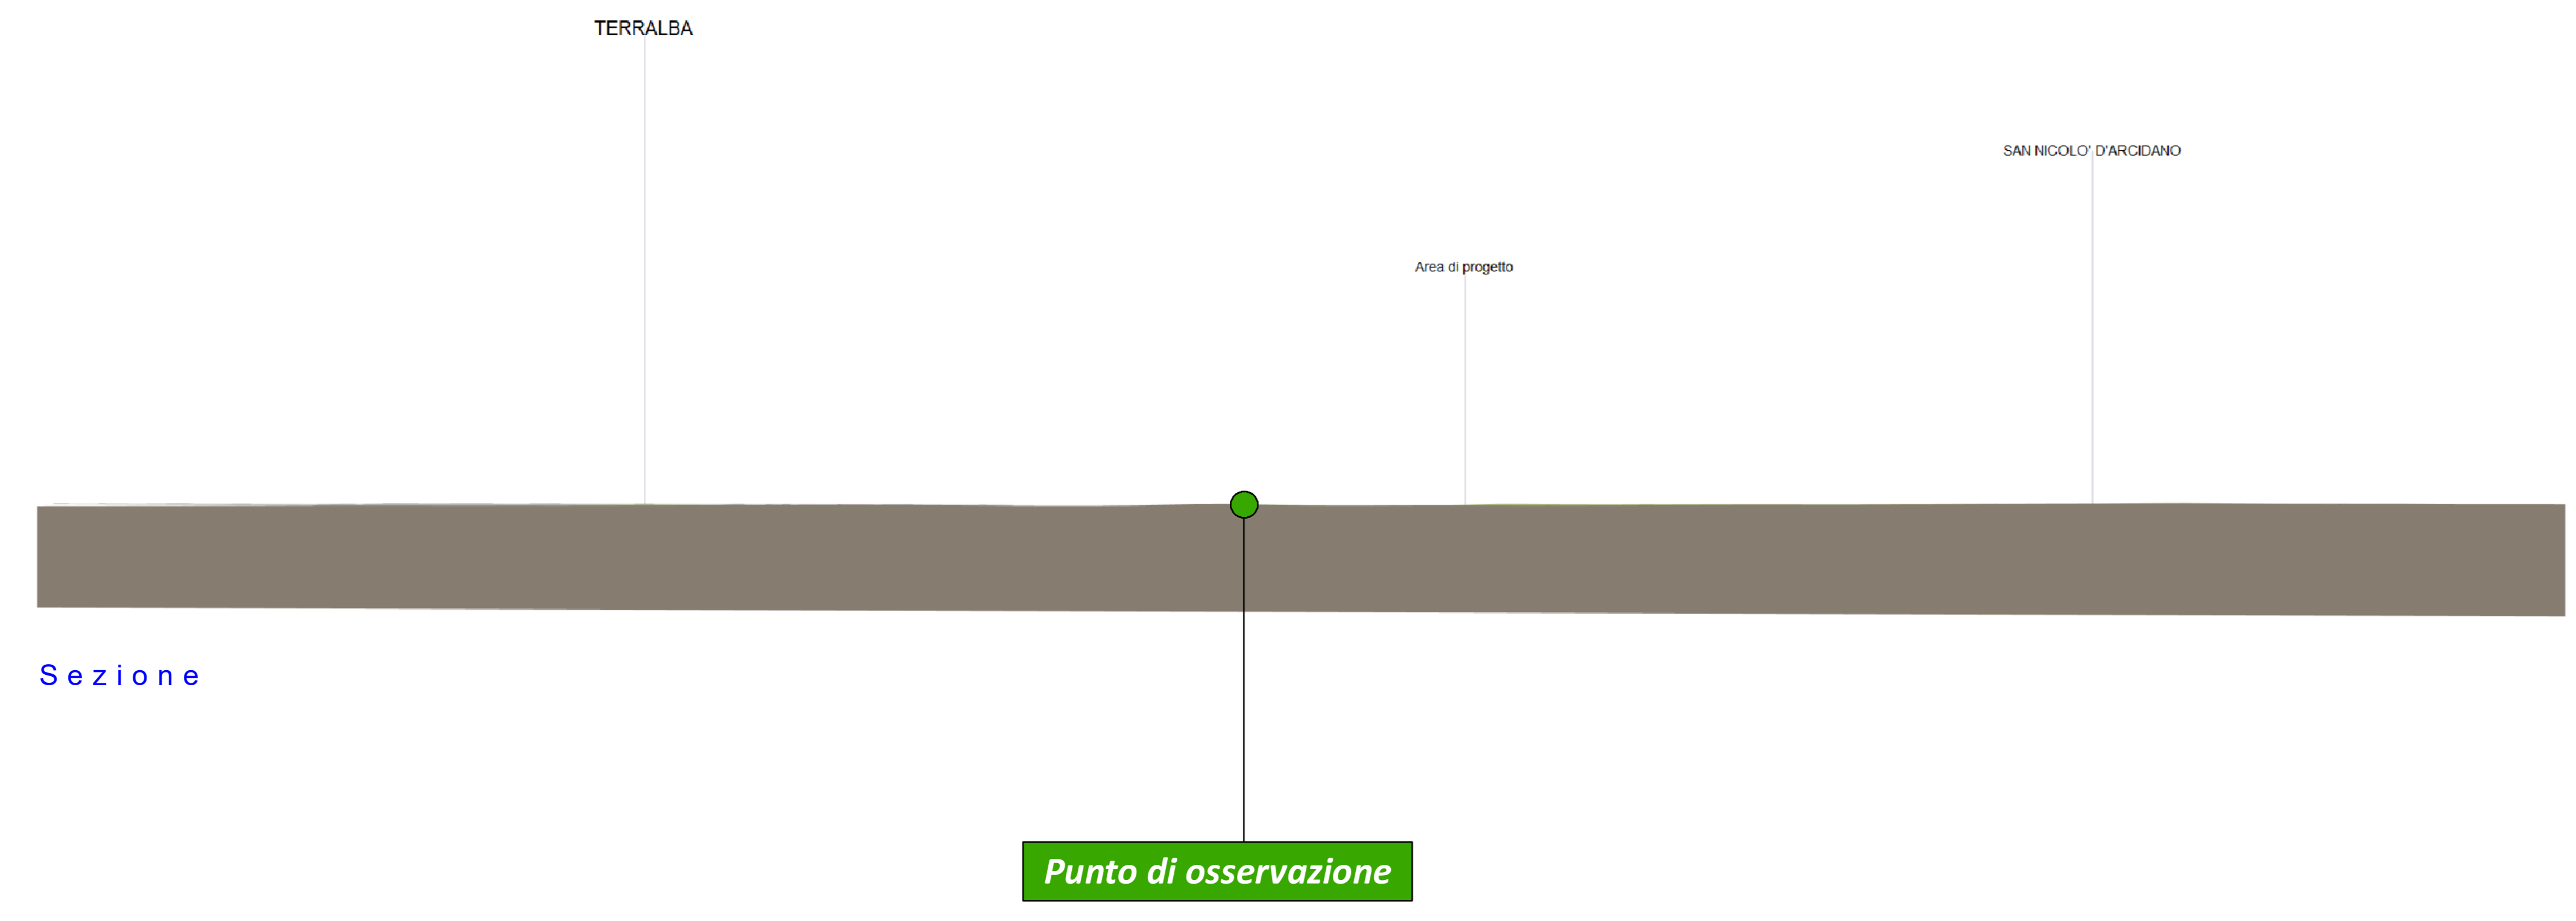 TERRALBA
SAN NICOLO' D'ARCIDANO
Area di progetto
Sezione
Punto di osservazione